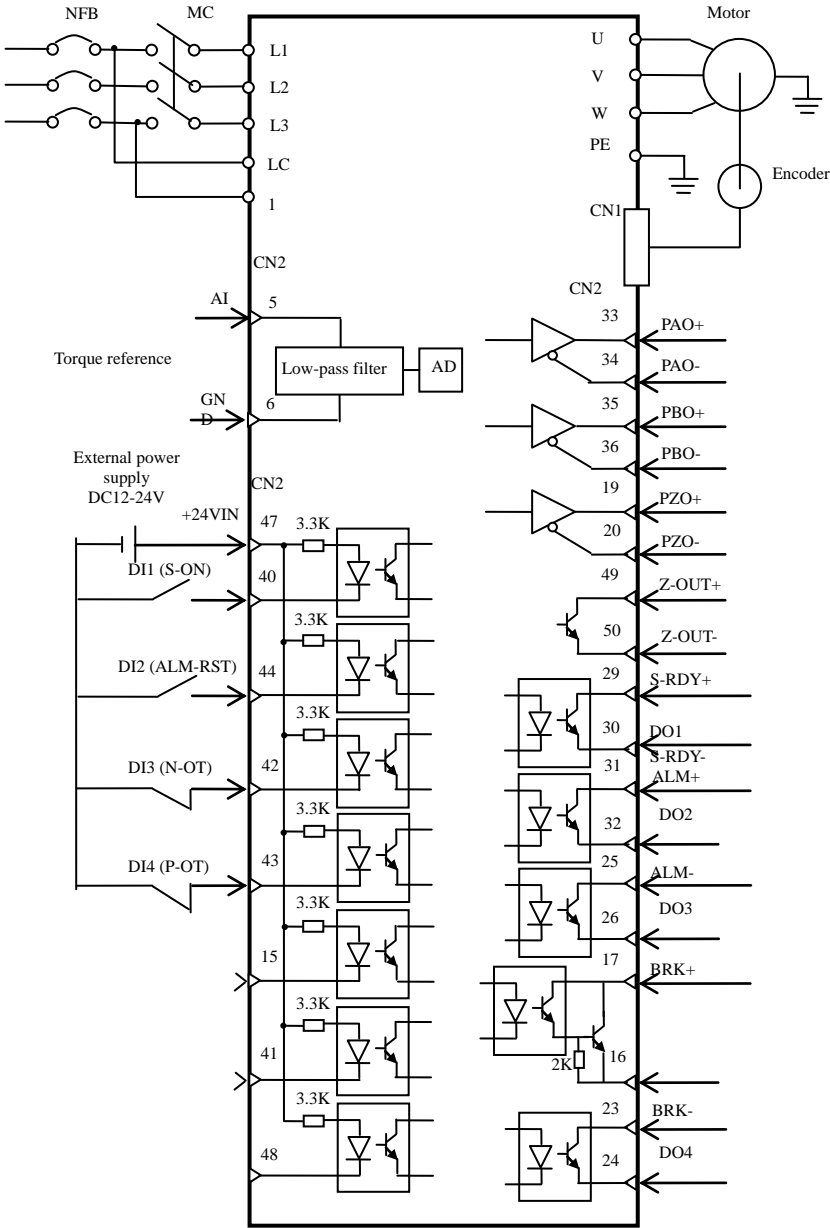 NFB
MC
Motor
L1
L2
L3
LC
1
U
V
W
PE
CN1
Encoder
CN2
AI
5
Torque reference
Low-pass filter
AD
GN
D
6
External power
supply
DC12-24V
+24VIN
CN2
47
3.3K
DI1 (S-ON)
40
3.3K
DI2 (ALM-RST)
44
3.3K
DI3 (N-OT)
42
3.3K
DI4 (P-OT)
43
3.3K
15
3.3K
41
3.3K
48
CN2
33
PAO+
34
PAO-
35
PBO+
36
PBO-
19
PZO+
20
PZO-
49
Z-OUT+
50
Z-OUT-
29
S-RDY+
30
DO1
S-RDY-
31
ALM+
DO2
32
25
ALM-
DO3
26
17
BRK+
2K
16
23
BRK-
DO4
24